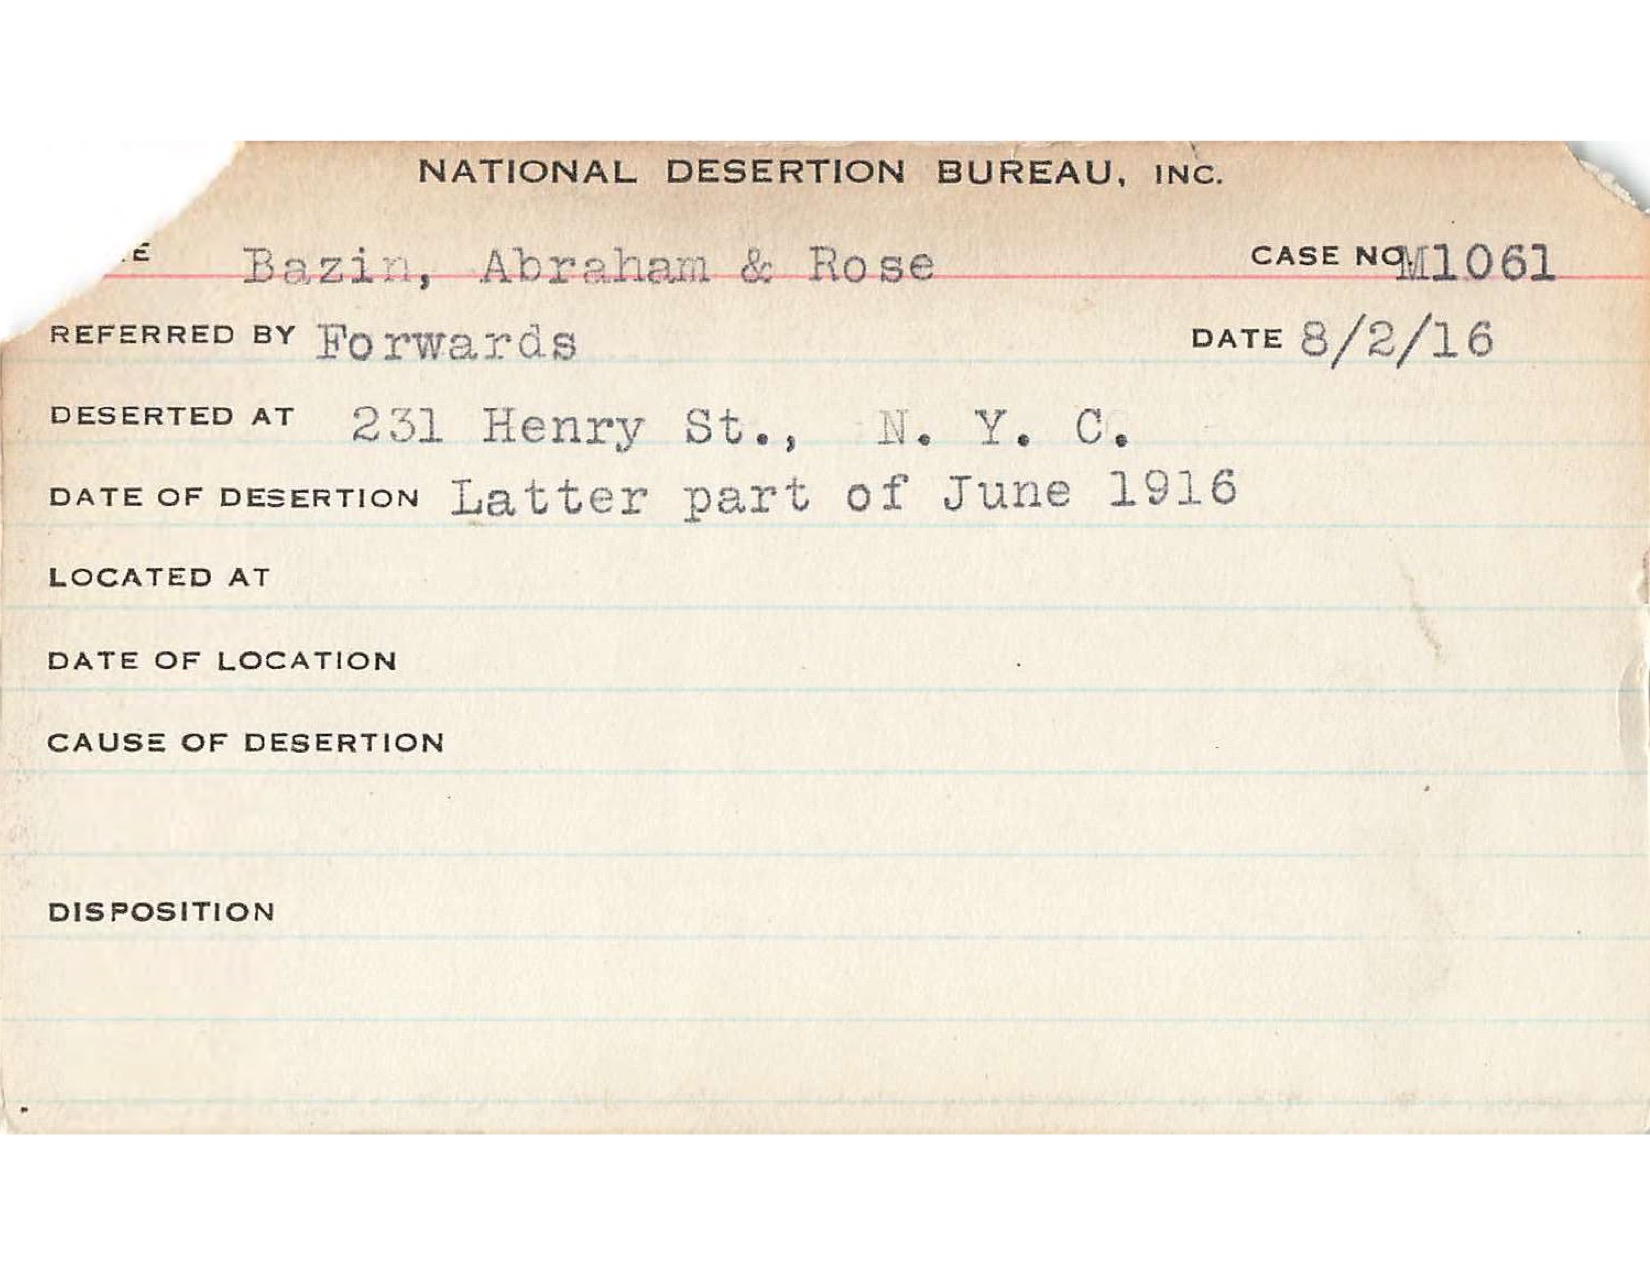 NATIONAL DESERTION BUREAU, INC.
E Bazin, Abraham & Rose CASE NO M1061
REFERRED BY Forwards DATE 8/2/16
DESERTED AT 231 Henry St., N. Y. C.
DATE OF DESERTION Latter part of June 1916
LOCATED AT
DATE OF LOCATION
CAUSE OF DESERTION
DISPOSITION